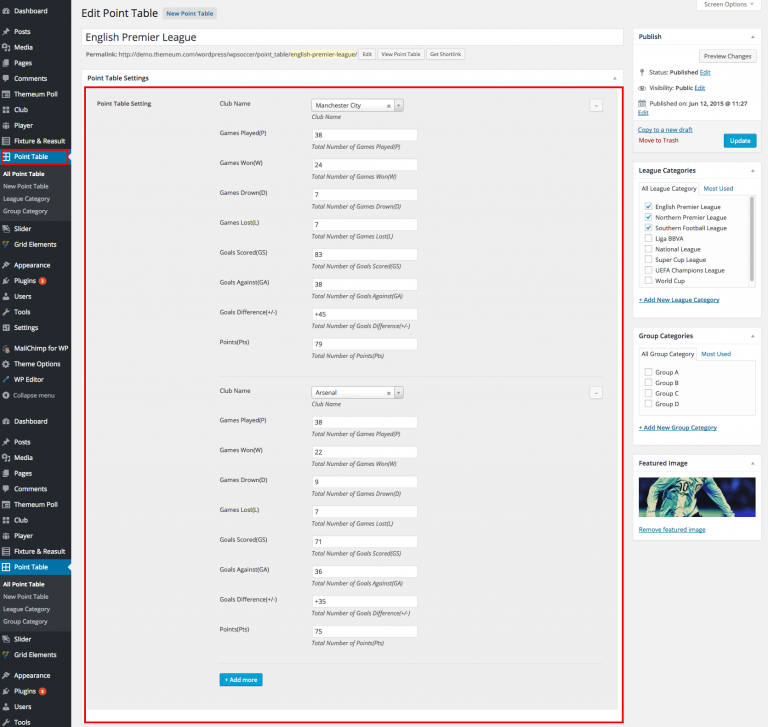 Dashboard
Posts
Media
Pages
Comments
Themeum Poll
Club
Player
Fixture & Reasult
Point Table
All Point Table
New Point Table
League Category
Group Category
Slider
Grid Elements
Appearance
Plugins
Users
Tools
Settings
MailChimp for WP
Theme Options
WP Editor
Collapse menu
Dashboard
Posts
Media
Pages
Comments
Themeum Poll
Club
Player
Fixture & Reasult
Point Table
All Point Table
New Point Table
League Category
Group Category
Slider
Grid Elements
Appearance
Plugins
Users
Tools
Screen Options
Edit Point Table New Point Table
English Premier League
Permalink: http://demo.themeum.com/wordpress/wpsoccer/point_table/english-premier-league/ Edit View Point Table Get Shortlink
Point Table Settings
Point Table Setting
Club Name Manchester City × -
Club Name
Games Played(P) 38
Total Number of Games Played(P)
Games Won(W) 24
Total Number of Games Won(W)
Games Drown(D) 7
Total Number of Games Drown(D)
Games Lost(L) 7
Total Number of Games Lost(L)
Goals Scored(GS) 83
Total Number of Goals Scored(GS)
Goals Against(GA) 38
Total Number of Goals Against(GA)
Goals Difference(+/-) +45
Total Number of Goals Difference(+/-)
Points(Pts) 79
Total Number of Points(Pts)
Club Name Arsenal × -
Club Name
Games Played(P) 38
Total Number of Games Played(P)
Games Won(W) 22
Total Number of Games Won(W)
Games Drown(D) 9
Total Number of Games Drown(D)
Games Lost(L) 7
Total Number of Games Lost(L)
Goals Scored(GS) 71
Total Number of Goals Scored(GS)
Goals Against(GA) 36
Total Number of Goals Against(GA)
Goals Difference(+/-) +35
Total Number of Goals Difference(+/-)
Points(Pts) 75
Total Number of Points(Pts)
+ Add more
Publish
Preview Changes
Status: Published Edit
Visibility: Public Edit
Published on: Jun 12, 2015 @ 11:27
Edit
Copy to a new draft
Move to Trash Update
League Categories
All League Category Most Used
English Premier League
Northern Premier League
Southern Football League
Liga BBVA
National League
Super Cup League
UEFA Champions League
World Cup
+ Add New League Category
Group Categories
All Group Category Most Used
Group A
Group B
Group C
Group D
+ Add New Group Category
Featured Image
10
Remove featured image